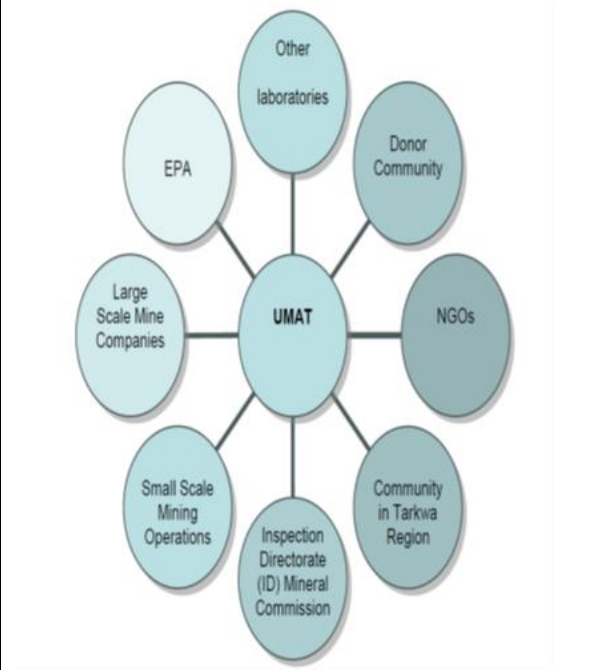 Other
laboratories
Donor
Community
EPA
Large
Scale Mine
Companies
UMAT
NGOs
Small Scale
Mining
Operations
Community
in Tarkwa
Region
Inspection
Directorate
(ID) Mineral
Commission